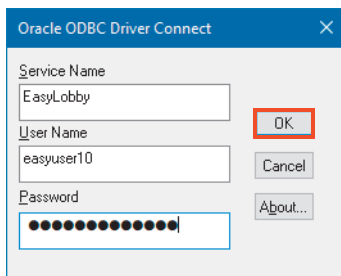 Oracle ODBC Driver Connect
Service Name
EasyLobby
OK
User Name
easyuser10
Cancel
Password
About...
●●●●●●●●●●●●●